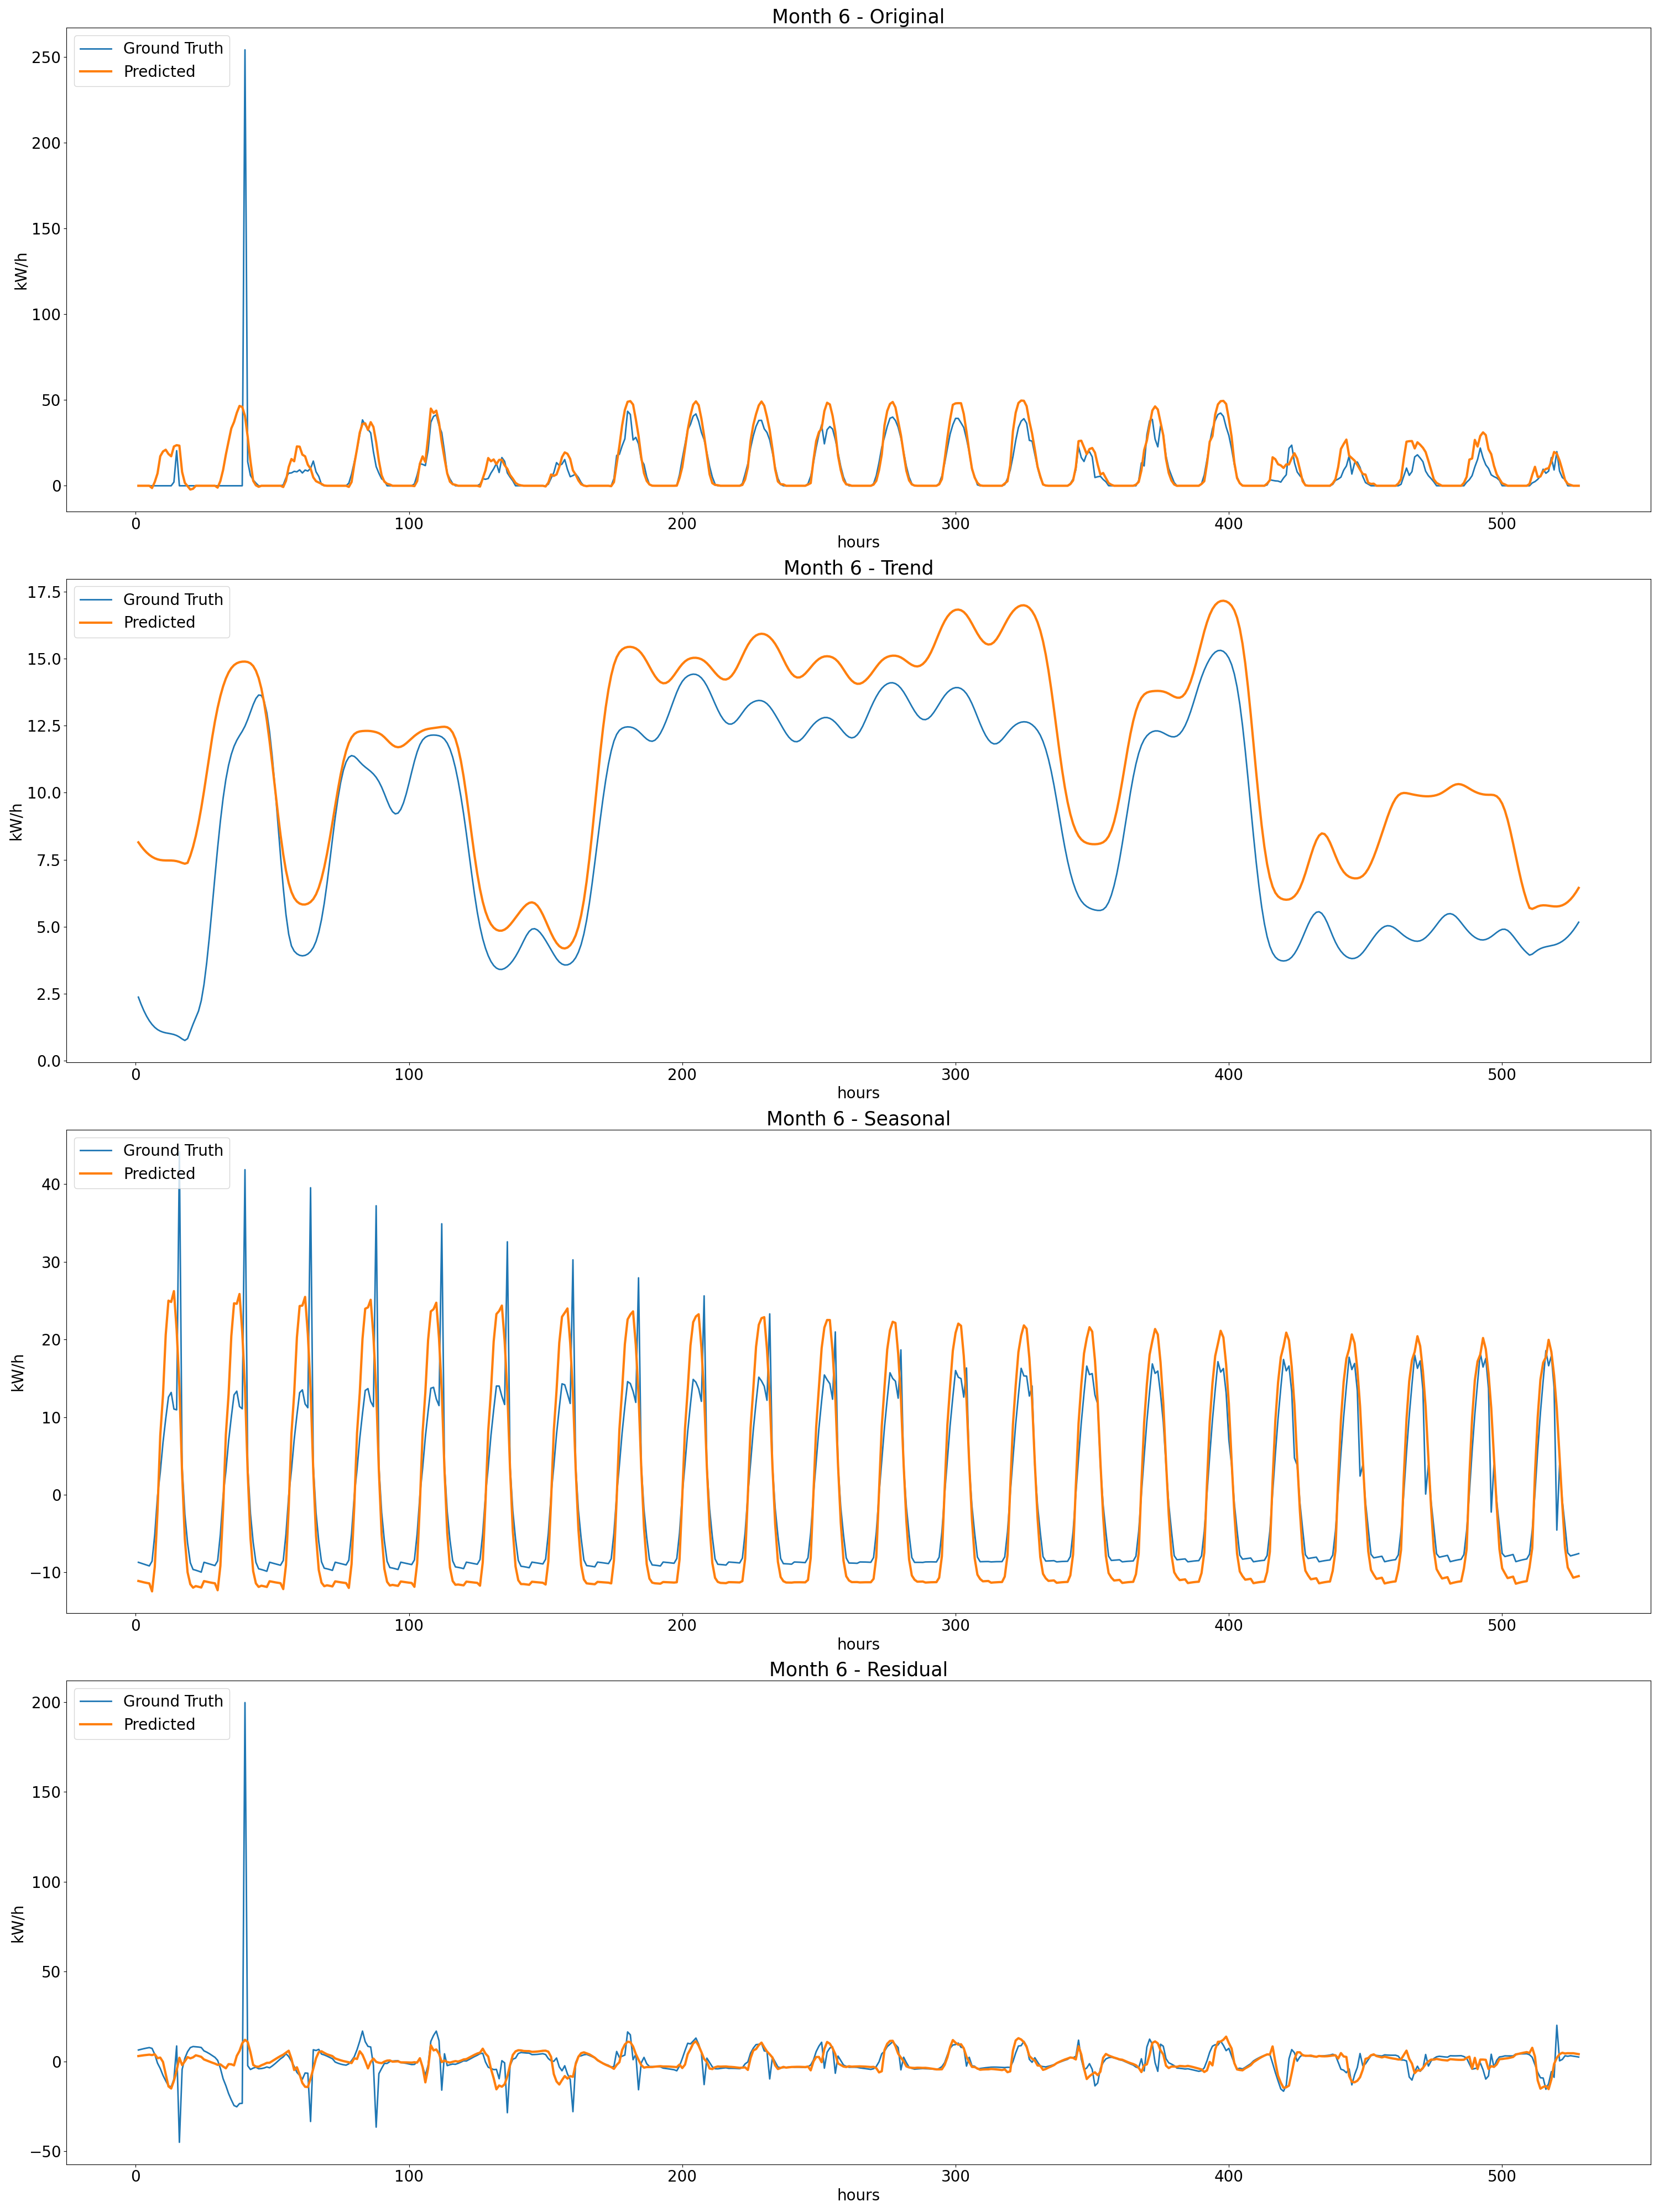 Month 6 - Original
Ground Truth
Predicted
250
200
150
100
50
0
kW/h
0 100 200 300 400 500
hours
Month 6 - Trend
Ground Truth
Predicted
17.5
15.0
12.5
10.0
7.5
5.0
2.5
0.0
kW/h
0 100 200 300 400 500
hours
Month 6 - Seasonal
Ground Truth
Predicted
40
30
20
10
0
−10
kW/h
0 100 200 300 400 500
hours
Month 6 - Residual
Ground Truth
Predicted
200
150
100
50
0
−50
kW/h
0 100 200 300 400 500
hours